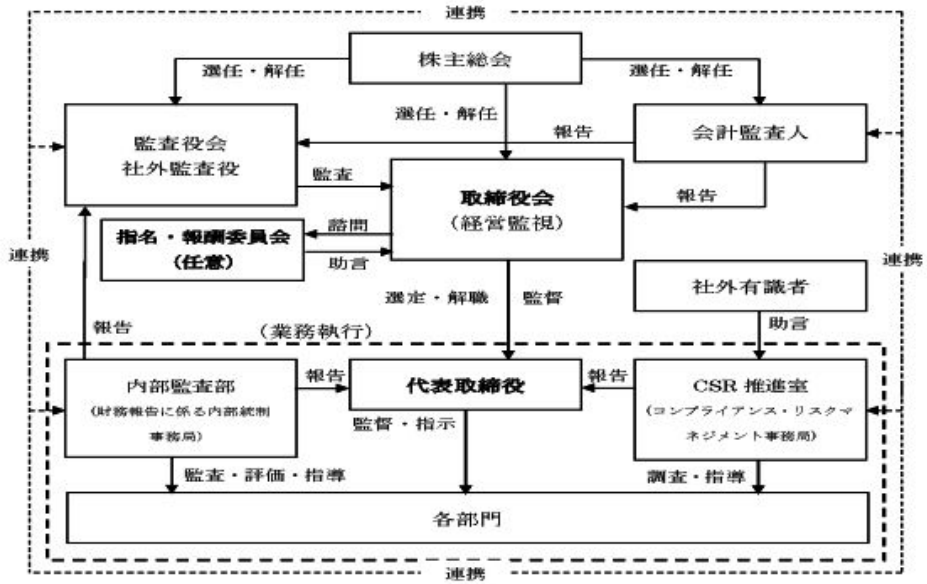 連携
株主総会
選任・解任
選任・解任
選任・解任
監査役会
社外監査役
報告
会計監査人
監査
取締役会
(経営監視)
報告
諮問
指名・報酬委員会
(任意)
助言
連携
連携
選定・解職
監督
社外有識者
助言
報告
(業務執行)
内部監査部
(財務報告に係る内部統制
事務局)
報告
代表取締役
報告
CSR 推進室
(コンプライアンス・リスクマ
ネジメント事務局)
監督・指示
監査・評価・指導
調査・指導
各部門
連携